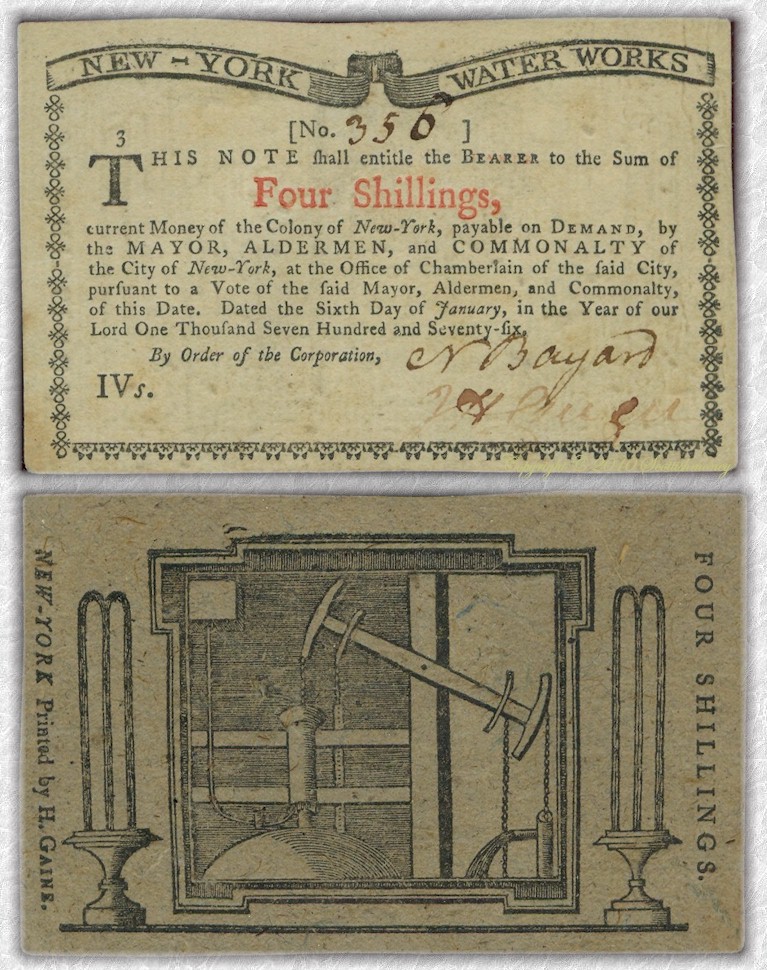 NEW-YORK WATER WORKS
[No. 356 ]
3
THIS NOTE ſhall entitle the BEARER to the Sum of
Four Shillings,
current Money of the Colony of New-York, payable on DEMAND, by
the MAYOR, ALDERMEN, and COMMONALTY of
the City of New-York, at the Office of Chamberlain of the ſaid City,
purſuant to a Vote of the ſaid Mayor, Aldermen, and Commonalty,
of this Date. Dated the Sixth Day of January, in the Year of our
Lord One Thouſand Seven Hundred and Seventy-ſix.
By Order of the Corporation,
N Bayard
IVs.
NEW-YORK Printed by H. GAINE.
FOUR SHILLINGS.